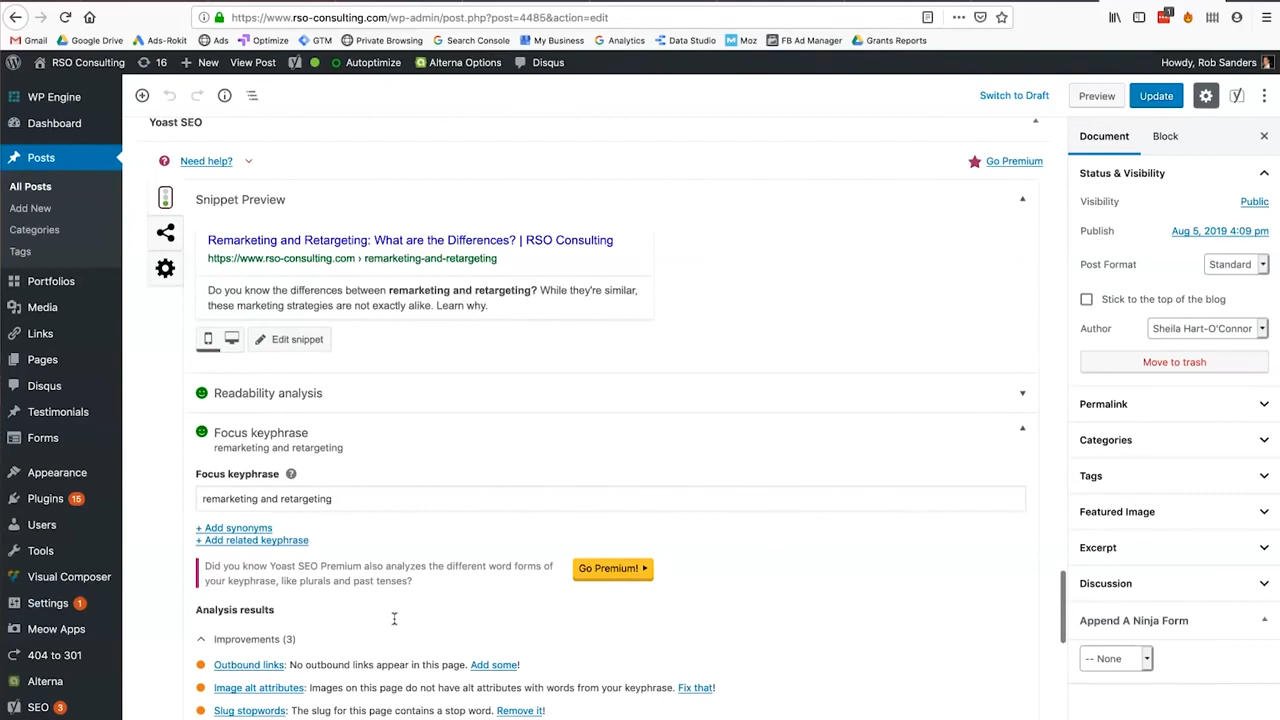 https://www.rso-consulting.com/wp-admin/post.php?post=4485&action=edit
Gmail Google Drive Ads-Rokit Ads Optimize GTM Private Browsing Search Console My Business Analytics Data Studio Moz FB Ad Manager Grants Reports
RSO Consulting 16 New View Post Autoptimize Alterna Options Disqus Howdy, Rob Sanders
WP Engine
Dashboard
Posts
All Posts
Add New
Categories
Tags
Portfolios
Media
Links
Pages
Disqus
Testimonials
Forms
Appearance
Plugins 15
Users
Tools
Visual Composer
Settings 1
Meow Apps
404 to 301
Alterna
SEO 3
Switch to Draft Preview Update
Yoast SEO
Need help? Go Premium
Snippet Preview
Remarketing and Retargeting: What are the Differences? | RSO Consulting
https://www.rso-consulting.com › remarketing-and-retargeting
Do you know the differences between remarketing and retargeting? While they're similar,
these marketing strategies are not exactly alike. Learn why.
Edit snippet
Readability analysis
Focus keyphrase
remarketing and retargeting
Focus keyphrase
remarketing and retargeting
+ Add synonyms
+ Add related keyphrase
Did you know Yoast SEO Premium also analyzes the different word forms of
your keyphrase, like plurals and past tenses?
Go Premium!
Analysis results
Improvements (3)
Outbound links: No outbound links appear in this page. Add some!
Image alt attributes: Images on this page do not have alt attributes with words from your keyphrase. Fix that!
Slug stopwords: The slug for this page contains a stop word. Remove it!
Document Block
Status & Visibility
Visibility Public
Publish Aug 5, 2019 4:09 pm
Post Format Standard
Stick to the top of the blog
Author Sheila Hart-O'Connor
Move to trash
Permalink
Categories
Tags
Featured Image
Excerpt
Discussion
Append A Ninja Form
-- None